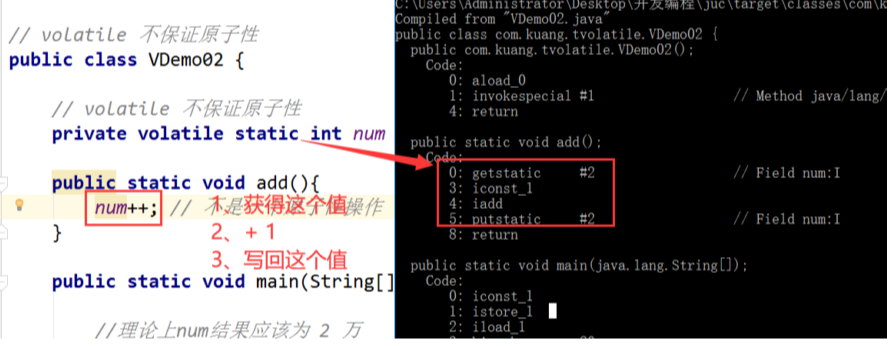 // volatile 不保证原子性
public class VDemo02 {
// volatile 不保证原子性
private volatile static int num
public static void add(){
num++; // 不是 操作
1、获得这个值
}
2、+ 1
3、写回这个值
public static void main(String[]
//理论上num结果应该为 2 万
C:\Users\Administrator\Desktop\开发编程\juc\target\classes\com\k
Compiled from "VDemo02.java"
public class com.kuang.tvolatile.VDemo02 {
public com.kuang.tvolatile.VDemo02();
Code:
0: aload_0
1: invokespecial #1 // Method java/lang/
4: return
public static void add();
Code:
0: getstatic #2 // Field num:I
3: iconst_1
4: iadd
5: putstatic #2 // Field num:I
8: return
public static void main(java.lang.String[]);
Code:
0: iconst_1
1: istore_1
2: iload_1